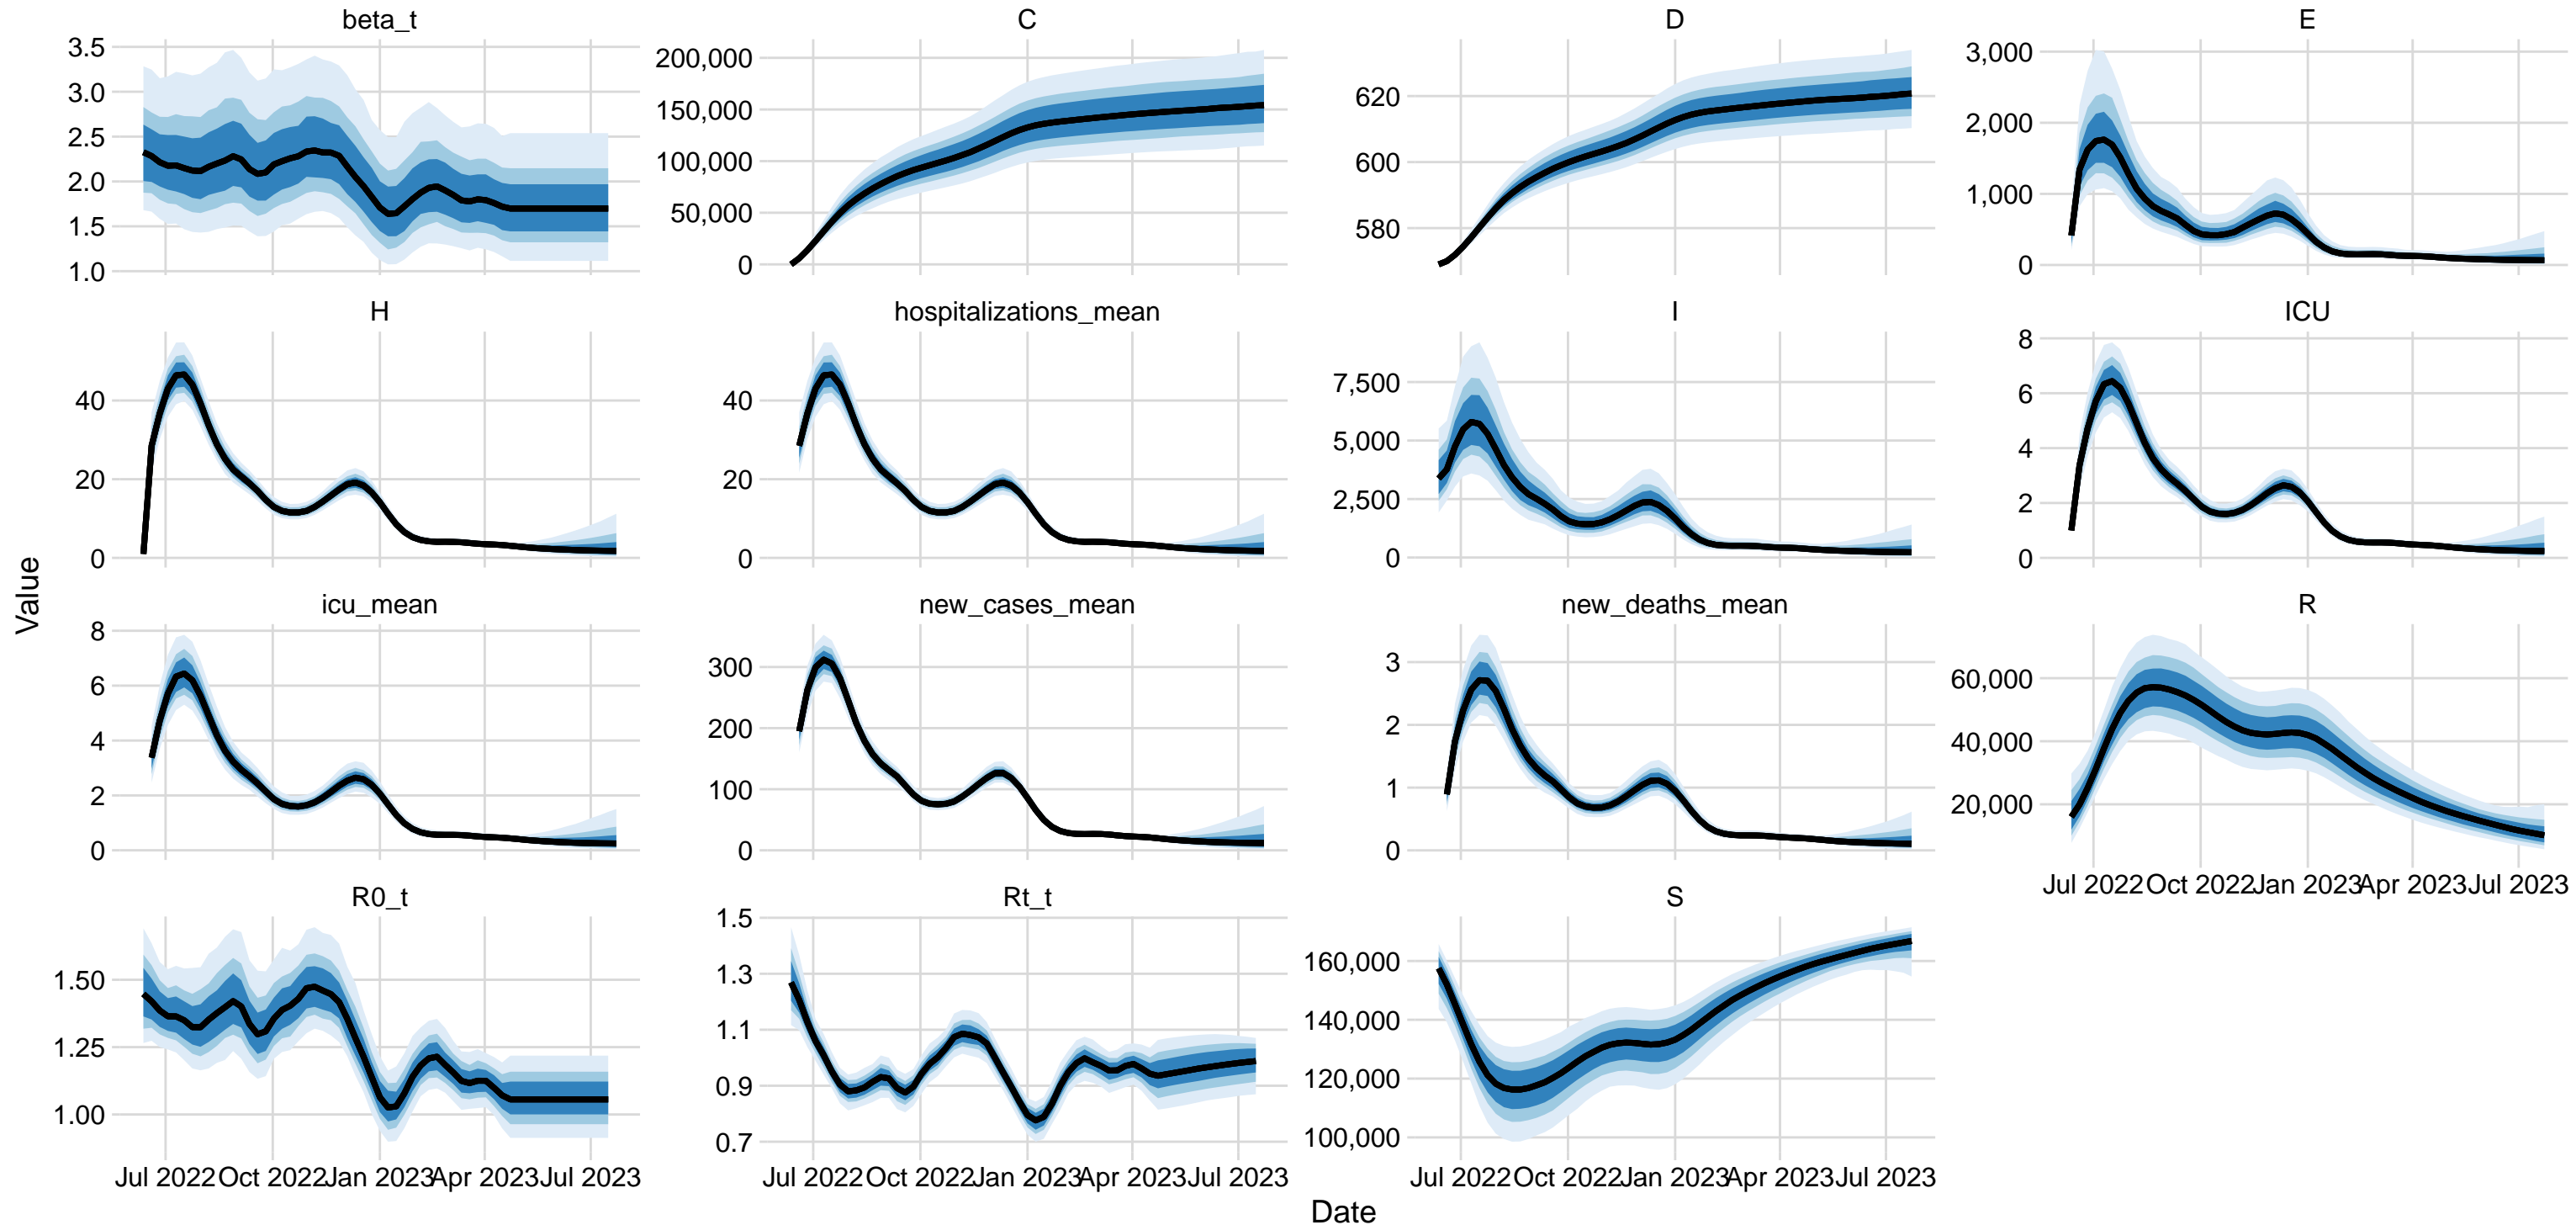 beta_t
C
D
E
3.5
3.0
2.5
2.0
1.5
1.0
200,000
150,000
100,000
50,000
0
620
600
580
3,000
2,000
1,000
0
H
hospitalizations_mean
I
ICU
40
20
0
40
20
0
7,500
5,000
2,500
0
8
6
4
2
0
Value
icu_mean
new_cases_mean
new_deaths_mean
R
8
6
4
2
0
300
200
100
0
3
2
1
0
60,000
40,000
20,000
Jul 2022 Oct 2022 Jan 2023 Apr 2023 Jul 2023
R0_t
Rt_t
S
1.50
1.25
1.00
1.5
1.3
1.1
0.9
0.7
160,000
140,000
120,000
100,000
Jul 2022 Oct 2022 Jan 2023 Apr 2023 Jul 2023
Jul 2022 Oct 2022 Jan 2023 Apr 2023 Jul 2023
Jul 2022 Oct 2022 Jan 2023 Apr 2023 Jul 2023
Date